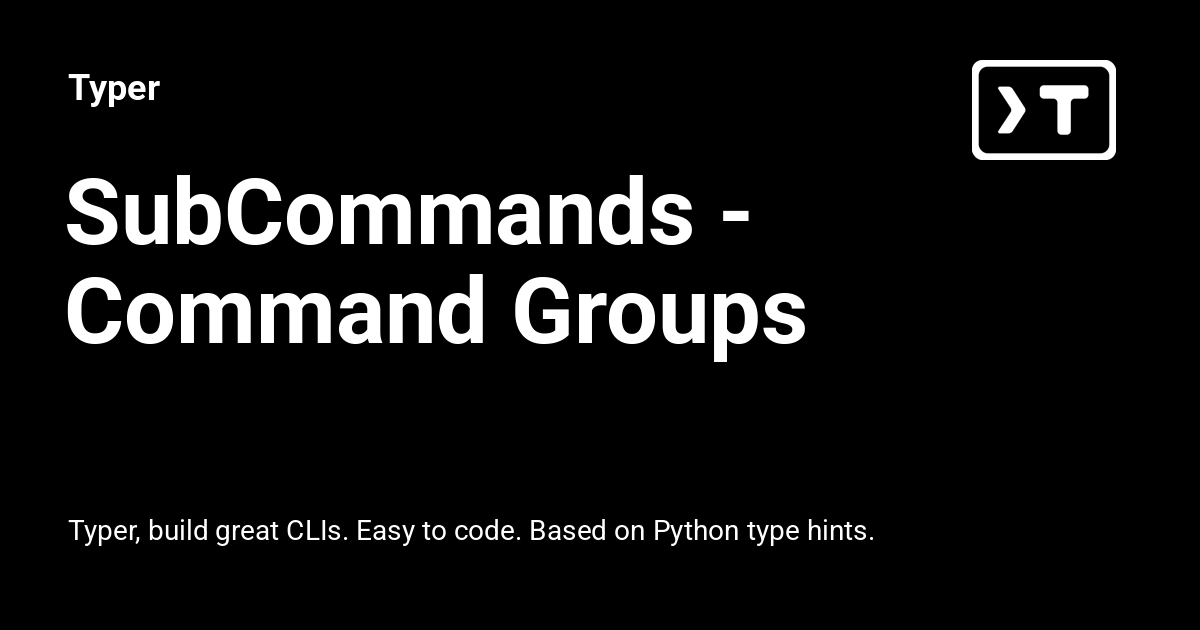 Typer
SubCommands -
Command Groups
Typer, build great CLIs. Easy to code. Based on Python type hints.